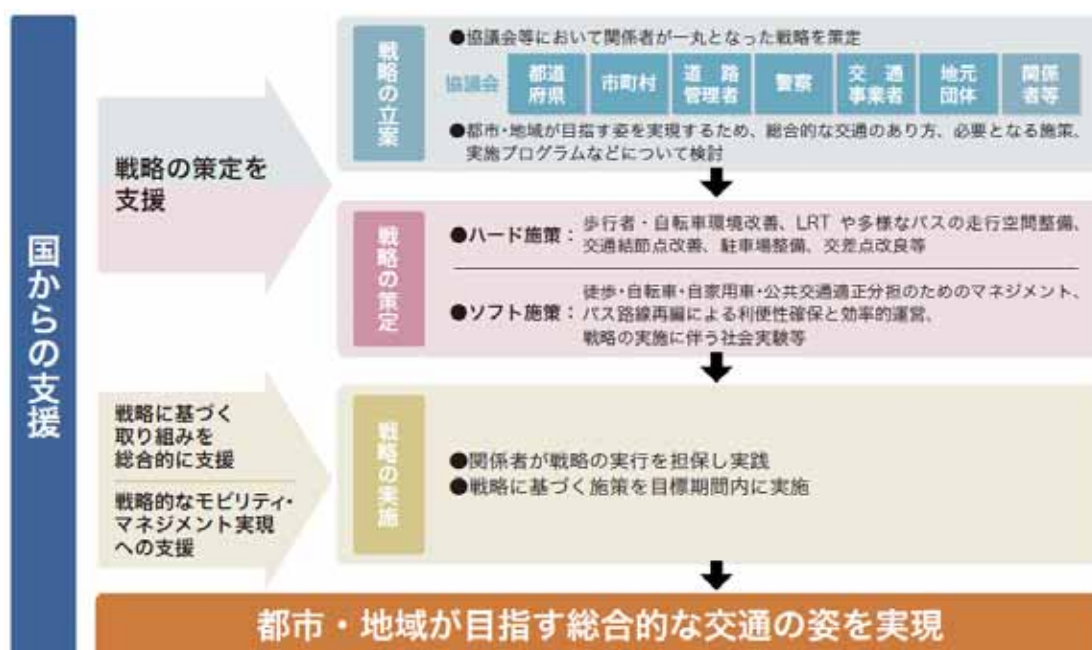 国からの支援
戦略の策定を
支援
戦略に基づく
取り組みを
総合的に支援
戦略的なモビリティ・
マネジメント実現
への支援
戦略の立案
●協議会等において関係者が一丸となった戦略を策定
協議会
都道
府県
市町村
道 路
管理者
警察
交 通
事業者
地元
団体
関係
者等
●都市・地域が目指す姿を実現するため、総合的な交通のあり方、必要となる施策、
実施プログラムなどについて検討
戦略の策定
●ハード施策：
歩行者・自転車環境改善、LRT や多様なバスの走行空間整備、
交通結節点改善、駐車場整備、交差点改良等
●ソフト施策：
徒歩・自転車・自家用車・公共交通適正分担のためのマネジメント、
バス路線再編による利便性確保と効率的運営、
戦略の実施に伴う社会実験等
戦略の実施
●関係者が戦略の実行を担保し実践
●戦略に基づく施策を目標期間内に実施
都市・地域が目指す総合的な交通の姿を実現